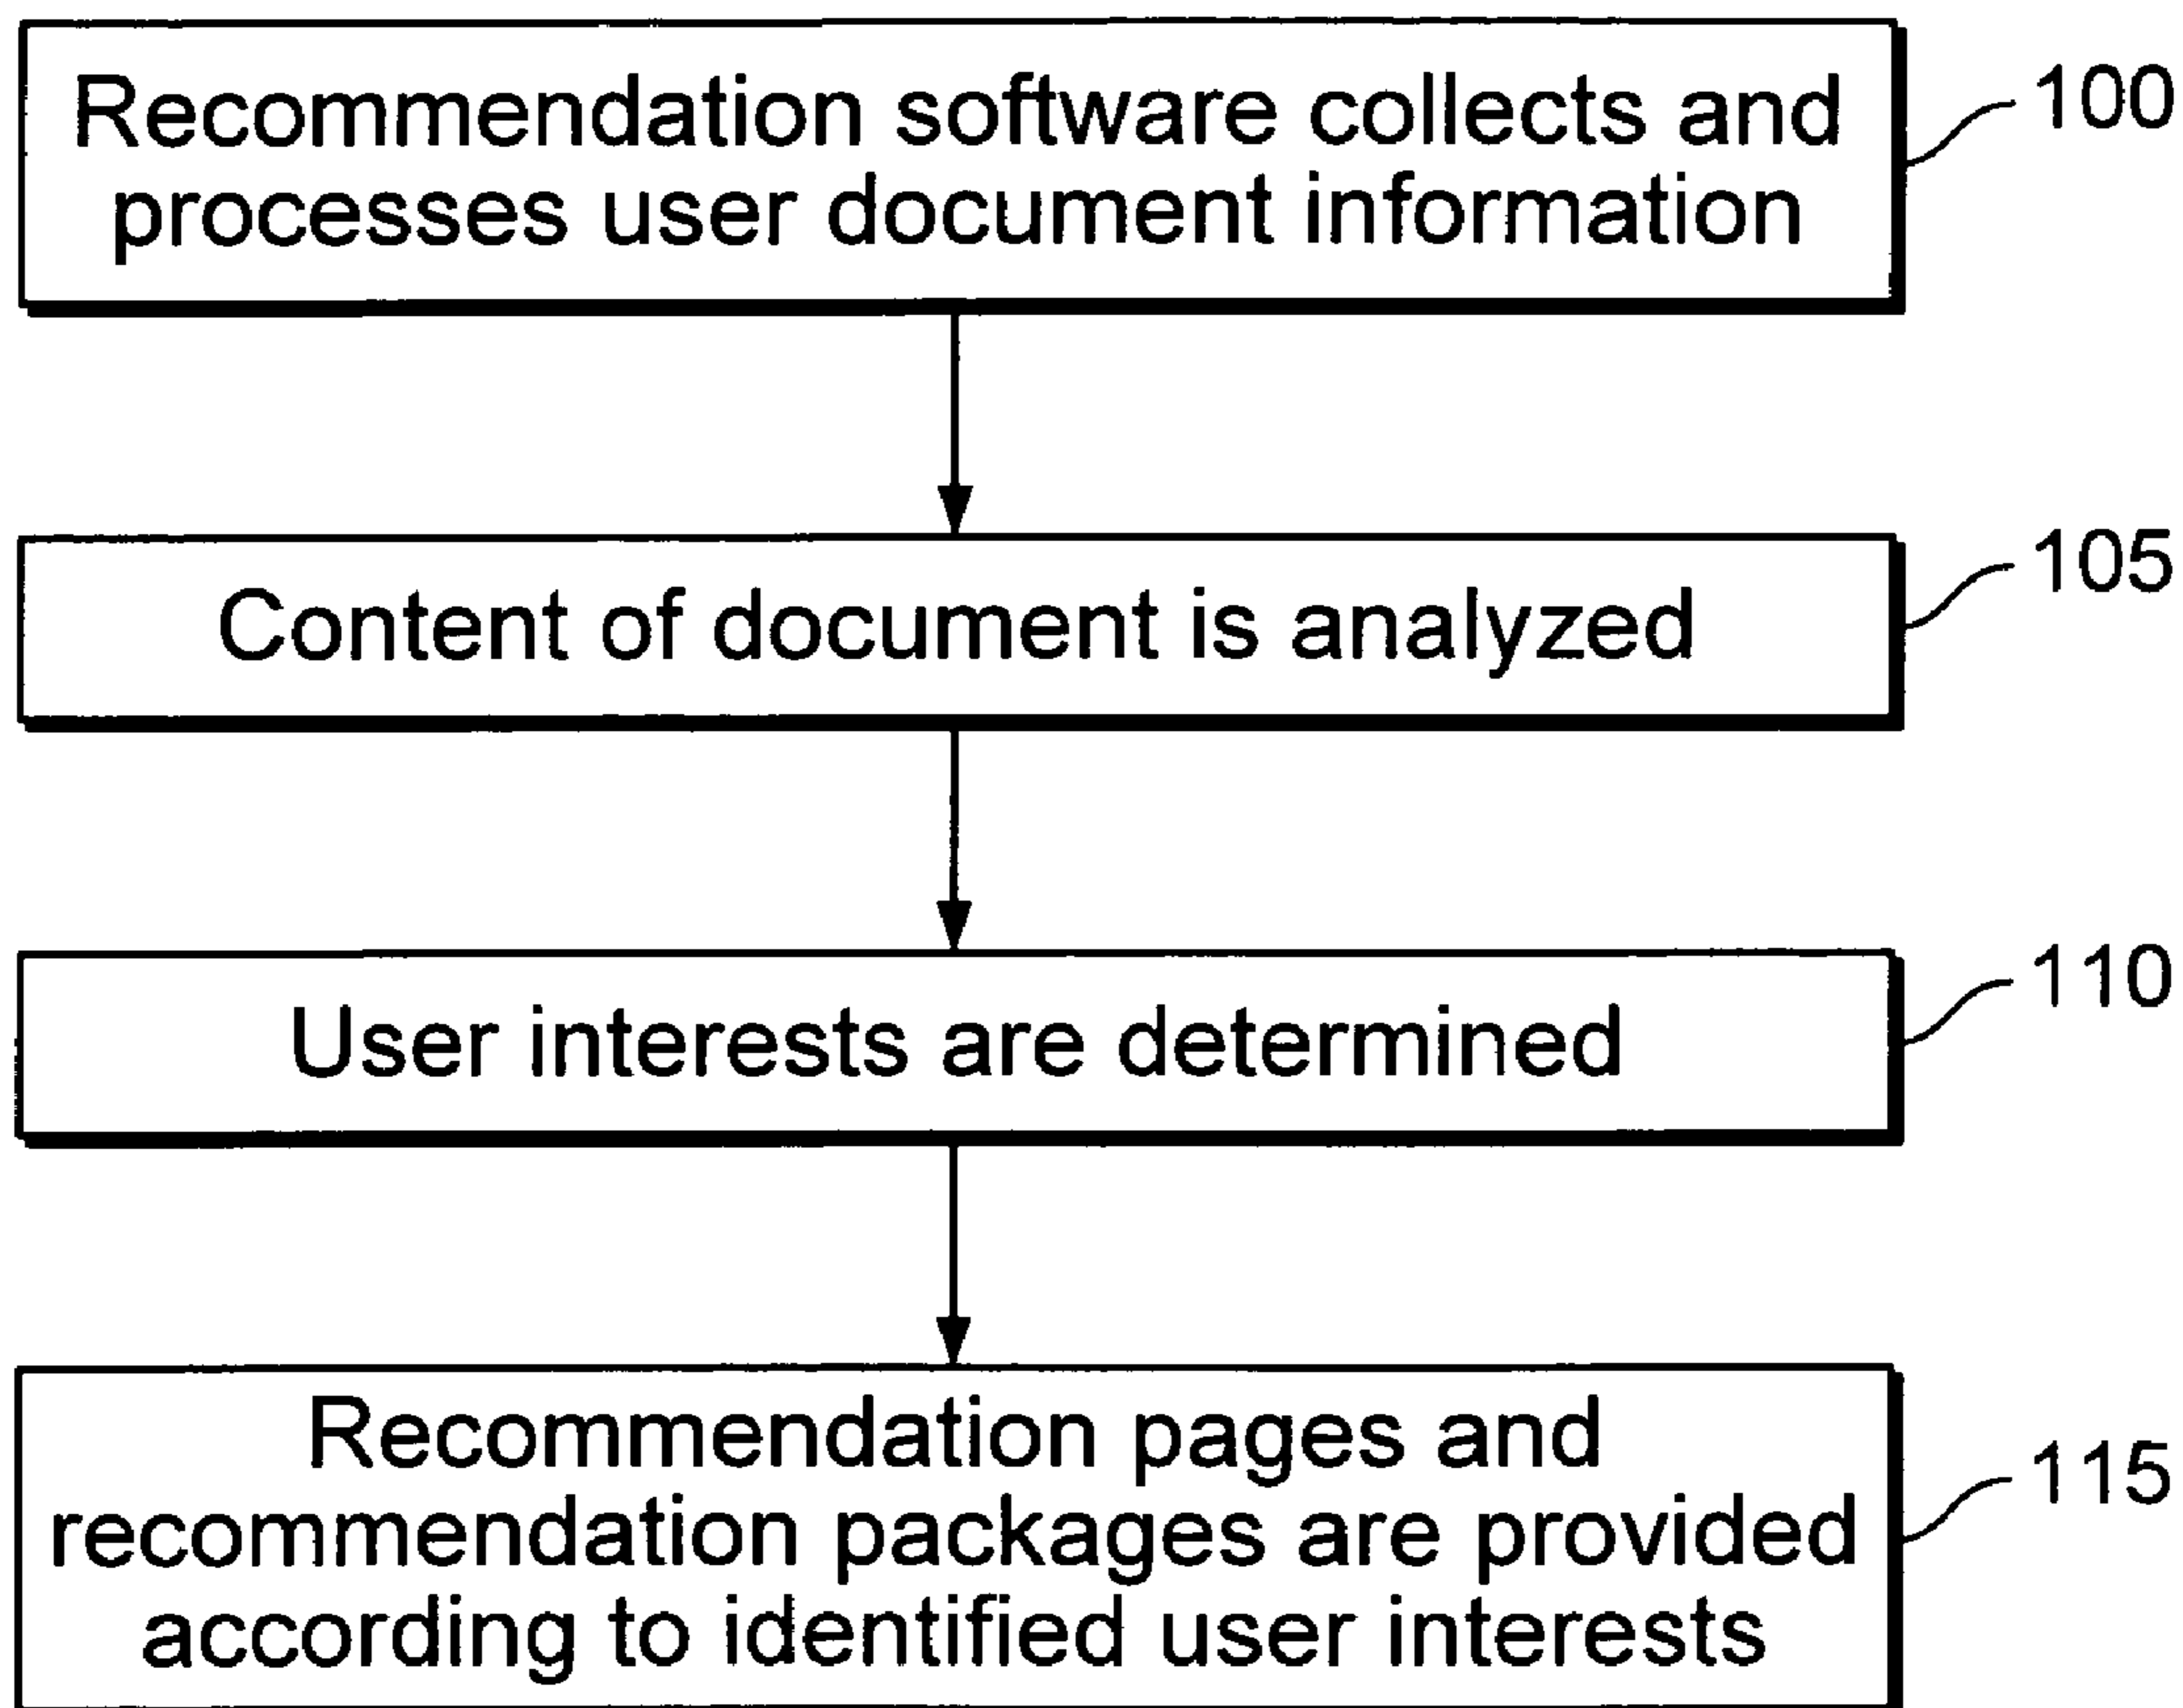 Recommendation software collects and
processes user document information
100
Content of document is analyzed
105
User interests are determined
110
Recommendation pages and
recommendation packages are provided
according to identified user interests
115